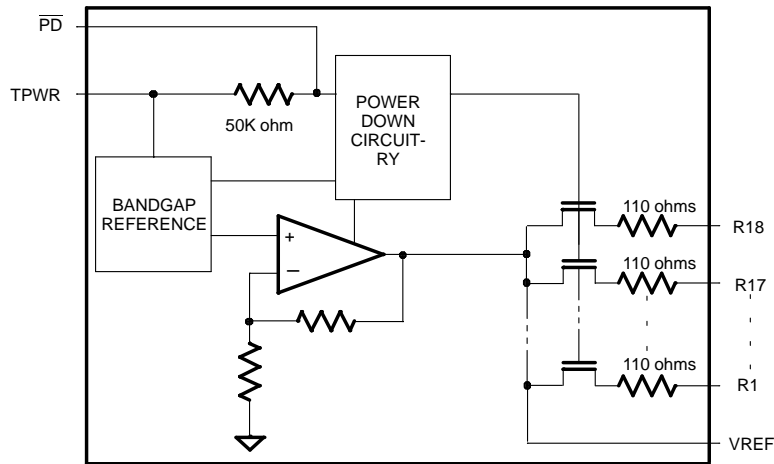 PD
TPWR
50K ohm
POWER
DOWN
CIRCUIT-
RY
BANDGAP
REFERENCE
+
−
110 ohms
R18
110 ohms
R17
110 ohms
R1
VREF